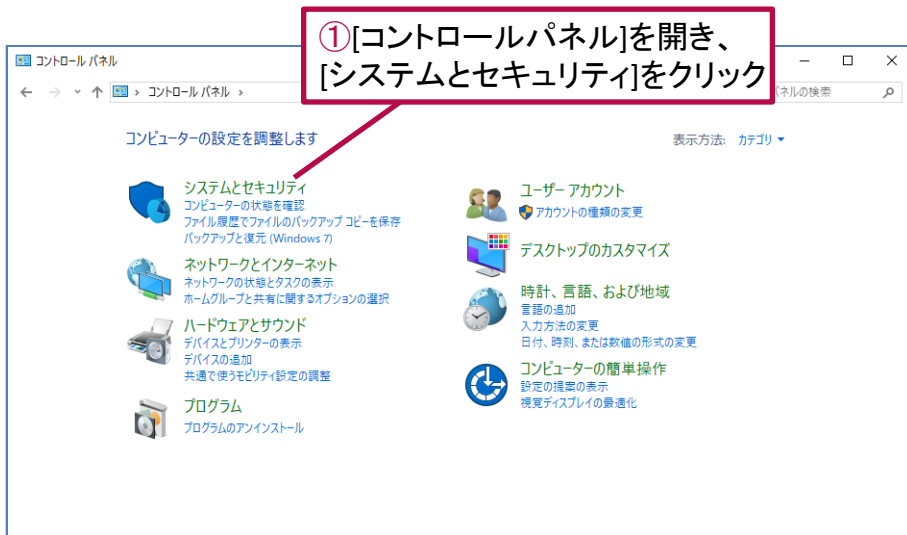 ①[コントロールパネル]を開き、
[システムとセキュリティ]をクリック
コントロール パネル
コントロール パネル
ネルの検索
コンピューターの設定を調整します
表示方法: カテゴリ
システムとセキュリティ
コンピューターの状態を確認
ファイル履歴でファイルのバックアップ コピーを保存
バックアップと復元 (Windows 7)
ネットワークとインターネット
ネットワークの状態とタスクの表示
ホームグループと共有に関するオプションの選択
ハードウェアとサウンド
デバイスとプリンターの表示
デバイスの追加
共通で使うモビリティ設定の調整
プログラム
プログラムのアンインストール
ユーザー アカウント
アカウントの種類の変更
デスクトップのカスタマイズ
時計、言語、および地域
言語の追加
入力方法の変更
日付、時刻、または数値の形式の変更
コンピューターの簡単操作
設定の提案の表示
視覚ディスプレイの最適化